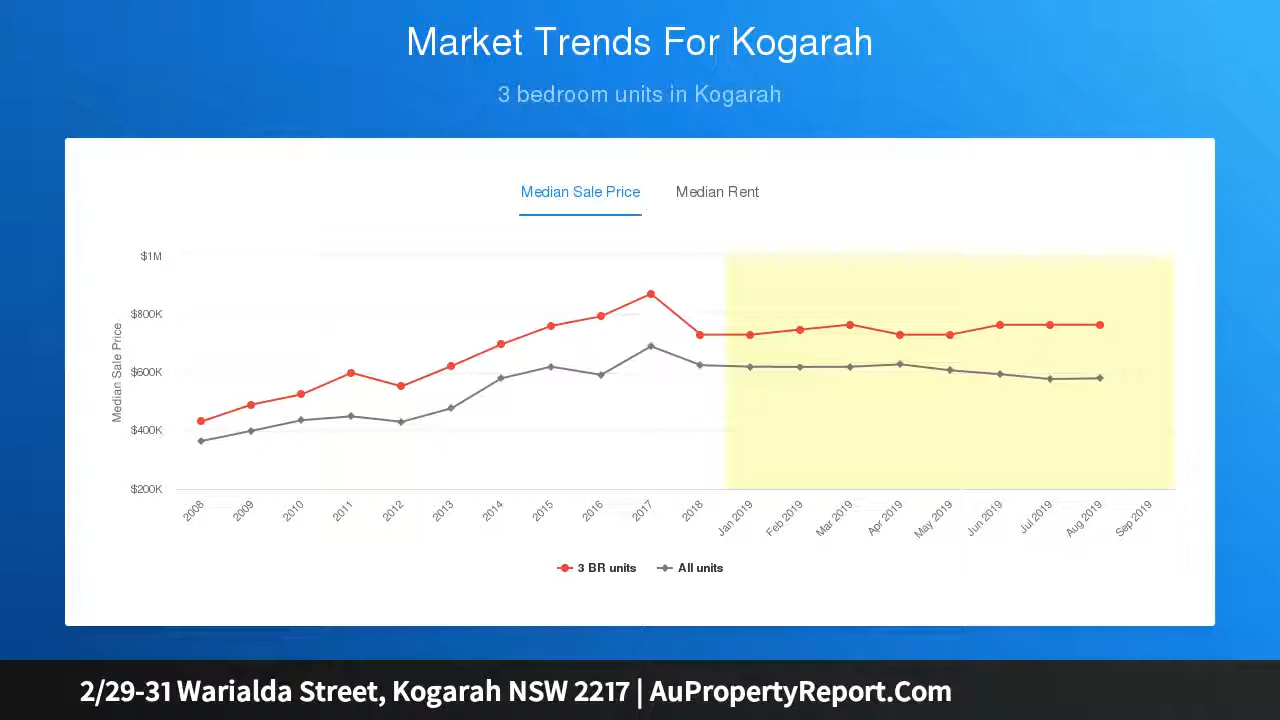 Market Trends For Kogarah
3 bedroom units in Kogarah
Median Sale Price
Median Rent
$1M
$800K
$600K
$400K
$200K
Median Sale Price
2008
2009
2010
2011
2012
2013
2014
2015
2016
2017
2018
Jan 2019
Feb 2019
Mar 2019
Apr 2019
May 2019
Jun 2019
Jul 2019
Aug 2019
Sep 2019
3 BR units
All units
2/29-31 Warialda Street, Kogarah NSW 2217 | AuPropertyReport.Com